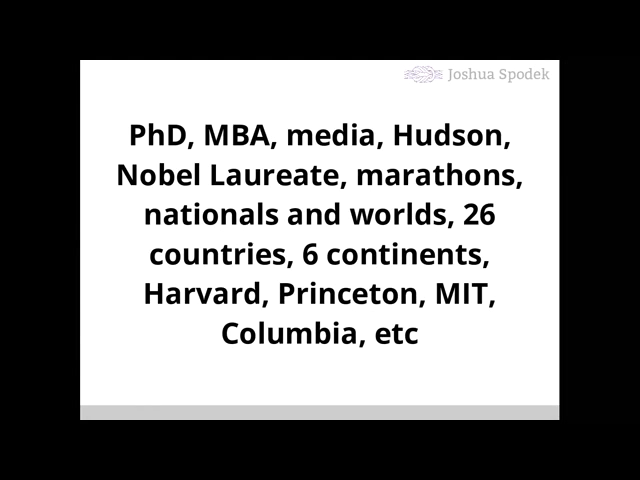 Joshua Spodek
PhD, MBA, media, Hudson,
Nobel Laureate, marathons,
nationals and worlds, 26
countries, 6 continents,
Harvard, Princeton, MIT,
Columbia, etc